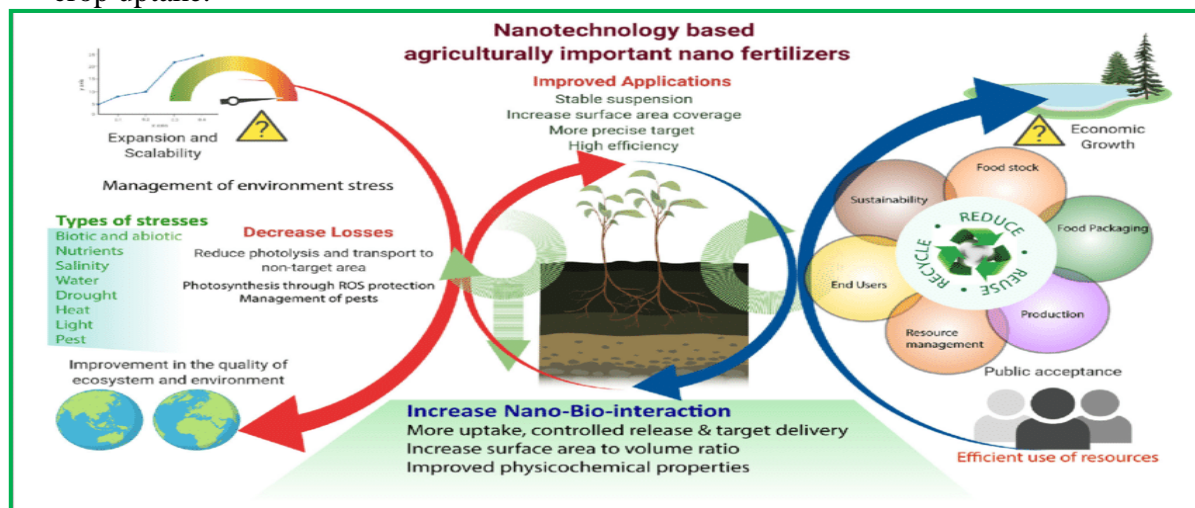 crop uptake.
Nanotechnology based
agriculturally important nano fertilizers
Improved Applications
Stable suspension
Increase surface area coverage
More precise target
High efficiency
Expansion and
Scalability
?
Management of environment stress
Types of stresses
Biotic and abiotic
Nutrients
Salinity
Water
Drought
Heat
Light
Pest
Decrease Losses
Reduce photolysis and transport to
non-target area
Photosynthesis through ROS protection
Management of pests
Improvement in the quality of
ecosystem and environment
Increase Nano-Bio-interaction
More uptake, controlled release & target delivery
Increase surface area to volume ratio
Improved physicochemical properties
?
Economic
Growth
Food stock
Sustainability
Food Packaging
End Users
Production
Resource
management
REDUCE
REUSE
RECYCLE
Public acceptance
Efficient use of resources